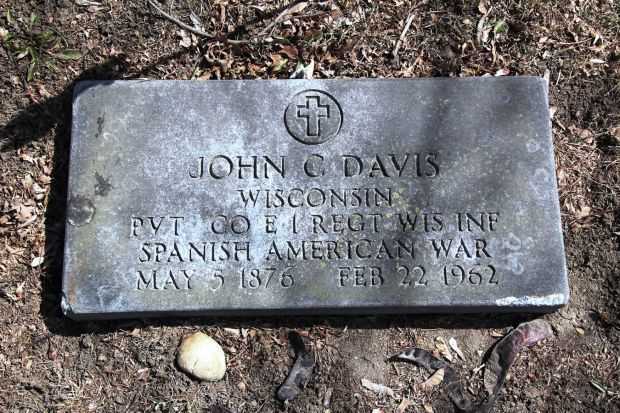 JOHN C DAVIS
WISCONSIN
PVT CO E 1 REGT WIS INF
SPANISH AMERICAN WAR
MAY 5 1876 FEB 22 1962